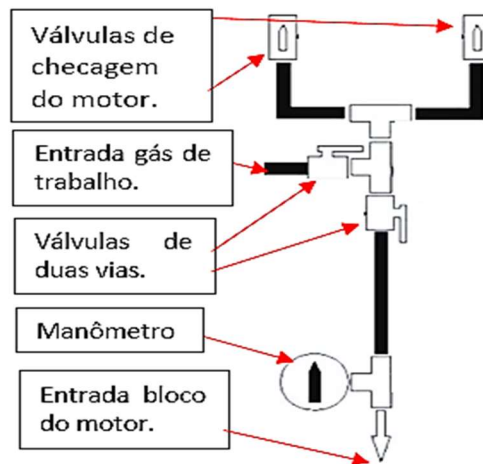 Válvulas de
checagem
do motor.
Entrada gás de
trabalho.
Válvulas de
duas vias.
Manômetro
Entrada bloco
do motor.